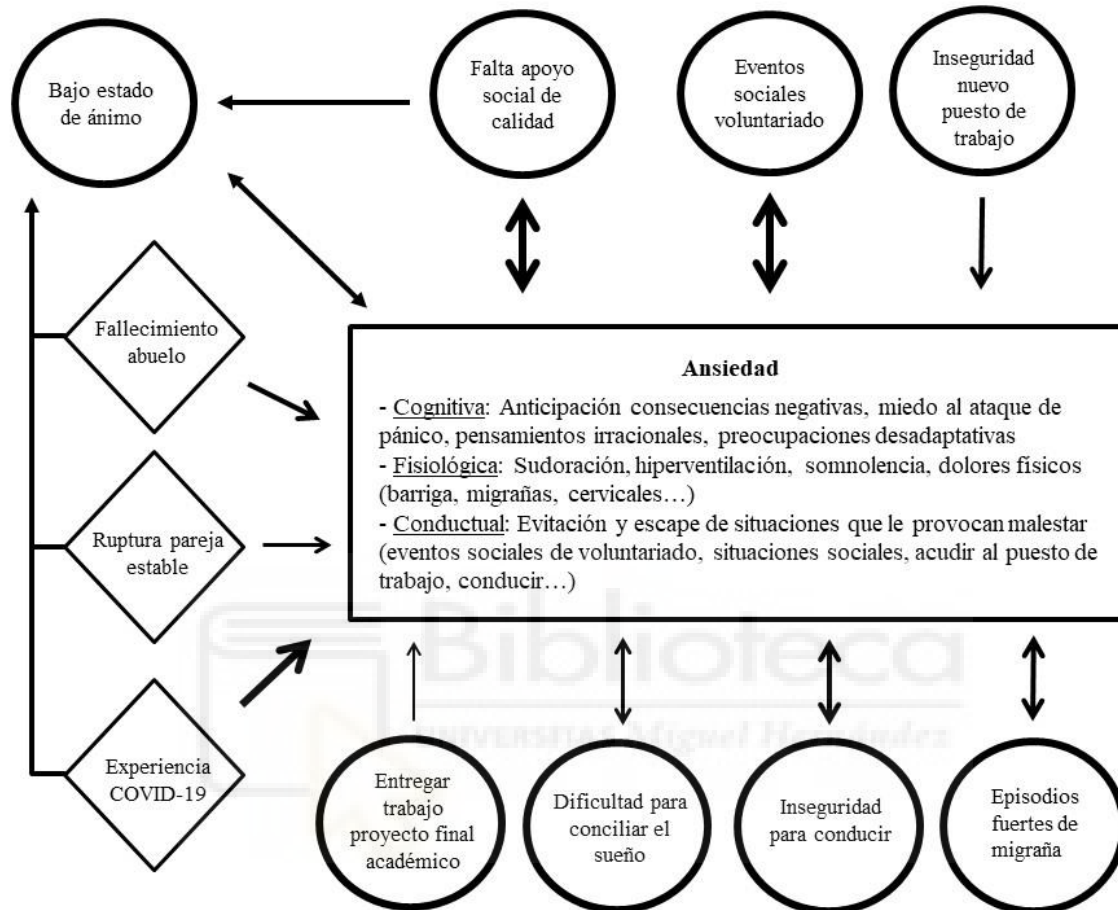 Bajo estado
de ánimo
Falta apoyo
social de
calidad
Eventos
sociales
voluntariado
Inseguridad
nuevo
puesto de
trabajo
Fallecimiento
abuelo
Ruptura pareja
estable
Experiencia
COVID-19
Ansiedad
- Cognitiva: Anticipación consecuencias negativas, miedo al ataque de
pánico, pensamientos irracionales, preocupaciones desadaptativas
- Fisiológica: Sudoración, hiperventilación, somnolencia, dolores físicos
(barriga, migrañas, cervicales…)
- Conductual: Evitación y escape de situaciones que le provocan malestar
(eventos sociales de voluntariado, situaciones sociales, acudir al puesto de
trabajo, conducir…)
Biblioteca
UNIVERSITAS Miguel Hernández
Entregar
trabajo
proyecto final
académico
Dificultad para
conciliar el
sueño
Inseguridad
para conducir
Episodios
fuertes de
migraña